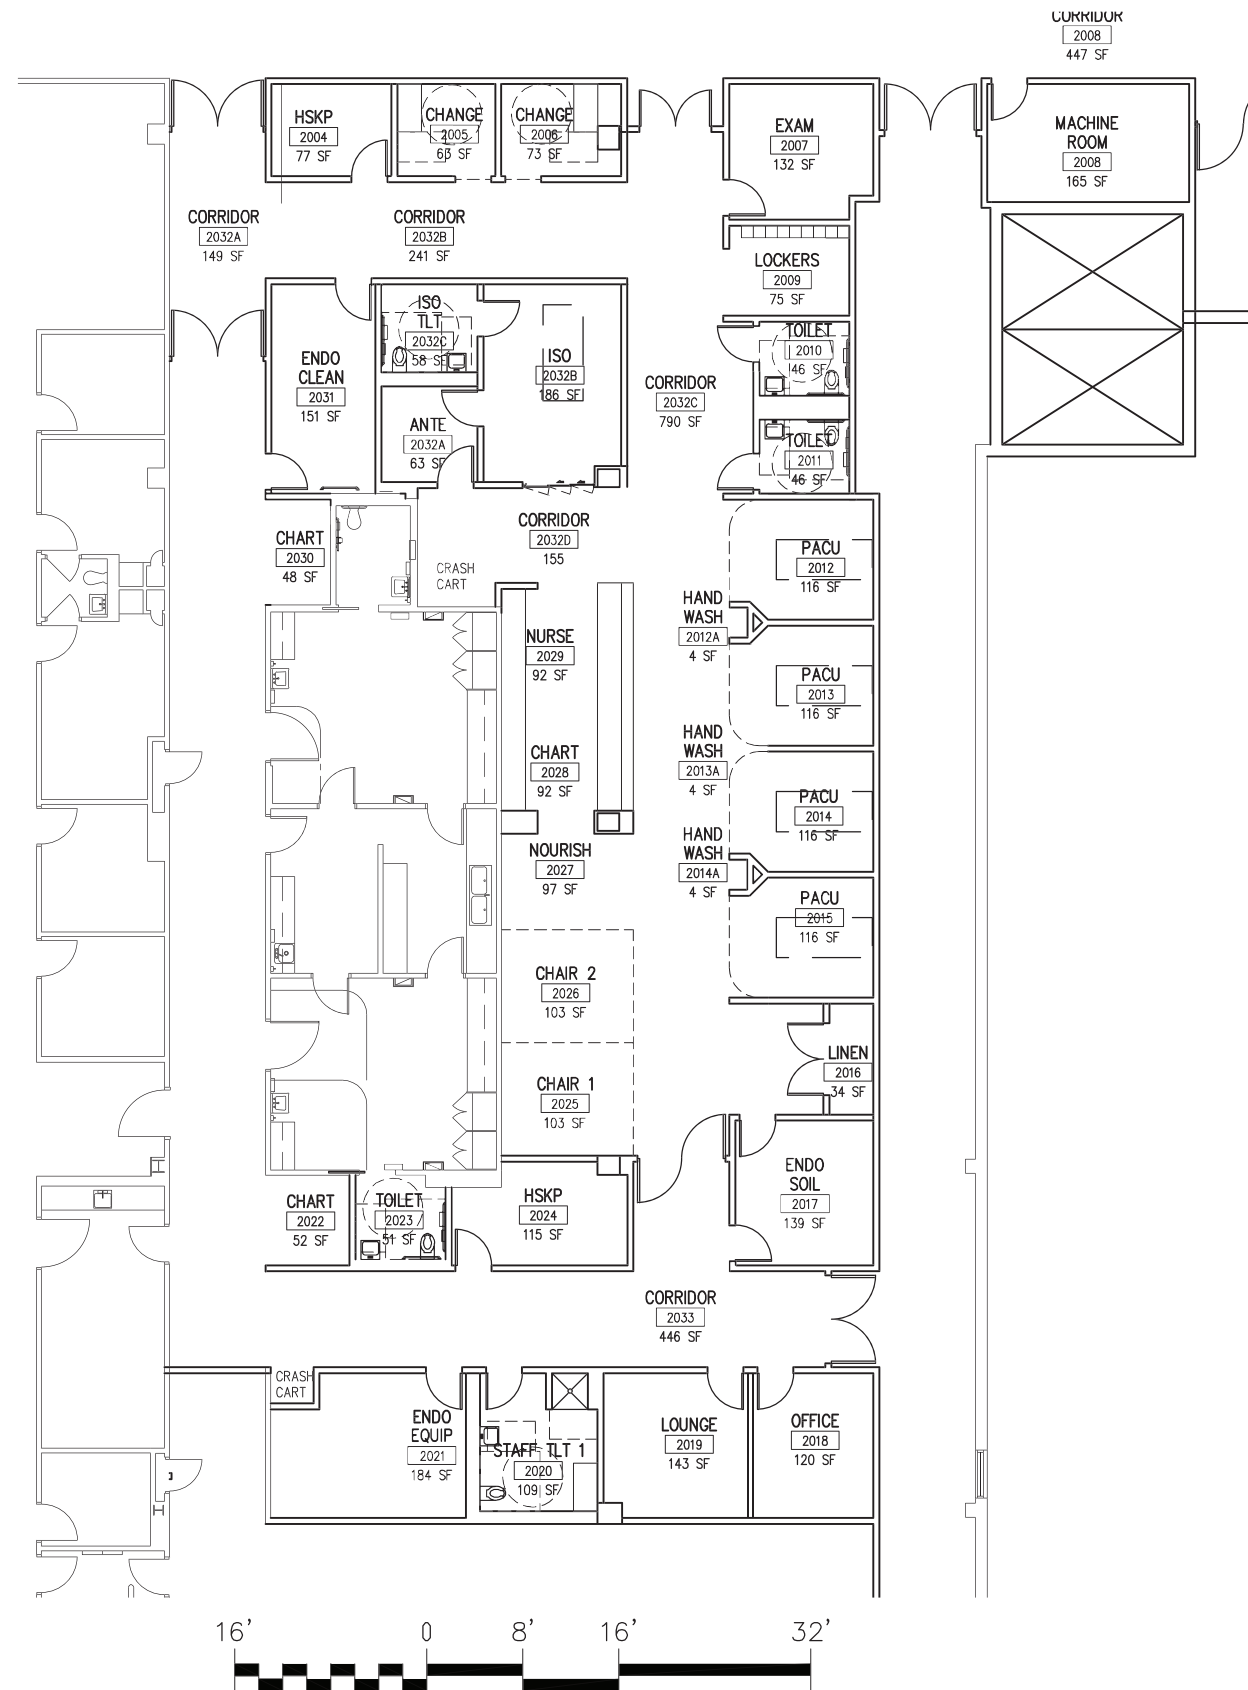 CORRIDOR
2008
447 SF
HSKP
2004
77 SF
CHANGE
2005
63 SF
CHANGE
2006
73 SF
EXAM
2007
132 SF
MACHINE
ROOM
2008
165 SF
CORRIDOR
2032A
149 SF
CORRIDOR
2032B
241 SF
LOCKERS
2009
75 SF
ISO
TLT
2032C
58 SF
TOILET
2010
46 SF
ENDO
CLEAN
2031
151 SF
ISO
2032B
186 SF
CORRIDOR
2032C
790 SF
ANTE
2032A
63 SF
TOILET
2011
46 SF
CHART
2030
48 SF
CORRIDOR
2032D
155
CRASH
CART
PACU
2012
116 SF
HAND
WASH
2012A
4 SF
NURSE
2029
92 SF
PACU
2013
116 SF
HAND
WASH
2013A
4 SF
CHART
2028
92 SF
PACU
2014
116 SF
HAND
WASH
2014A
4 SF
NOURISH
2027
97 SF
PACU
2015
116 SF
CHAIR 2
2026
103 SF
LINEN
2016
34 SF
CHAIR 1
2025
103 SF
ENDO
SOIL
2017
139 SF
CHART
2022
52 SF
TOILET
2023
51 SF
HSKP
2024
115 SF
CORRIDOR
2033
446 SF
CRASH
CART
ENDO
EQUIP
2021
184 SF
STAFF TLT 1
2020
109 SF
LOUNGE
2019
143 SF
OFFICE
2018
120 SF
16' 0 8' 16' 32'